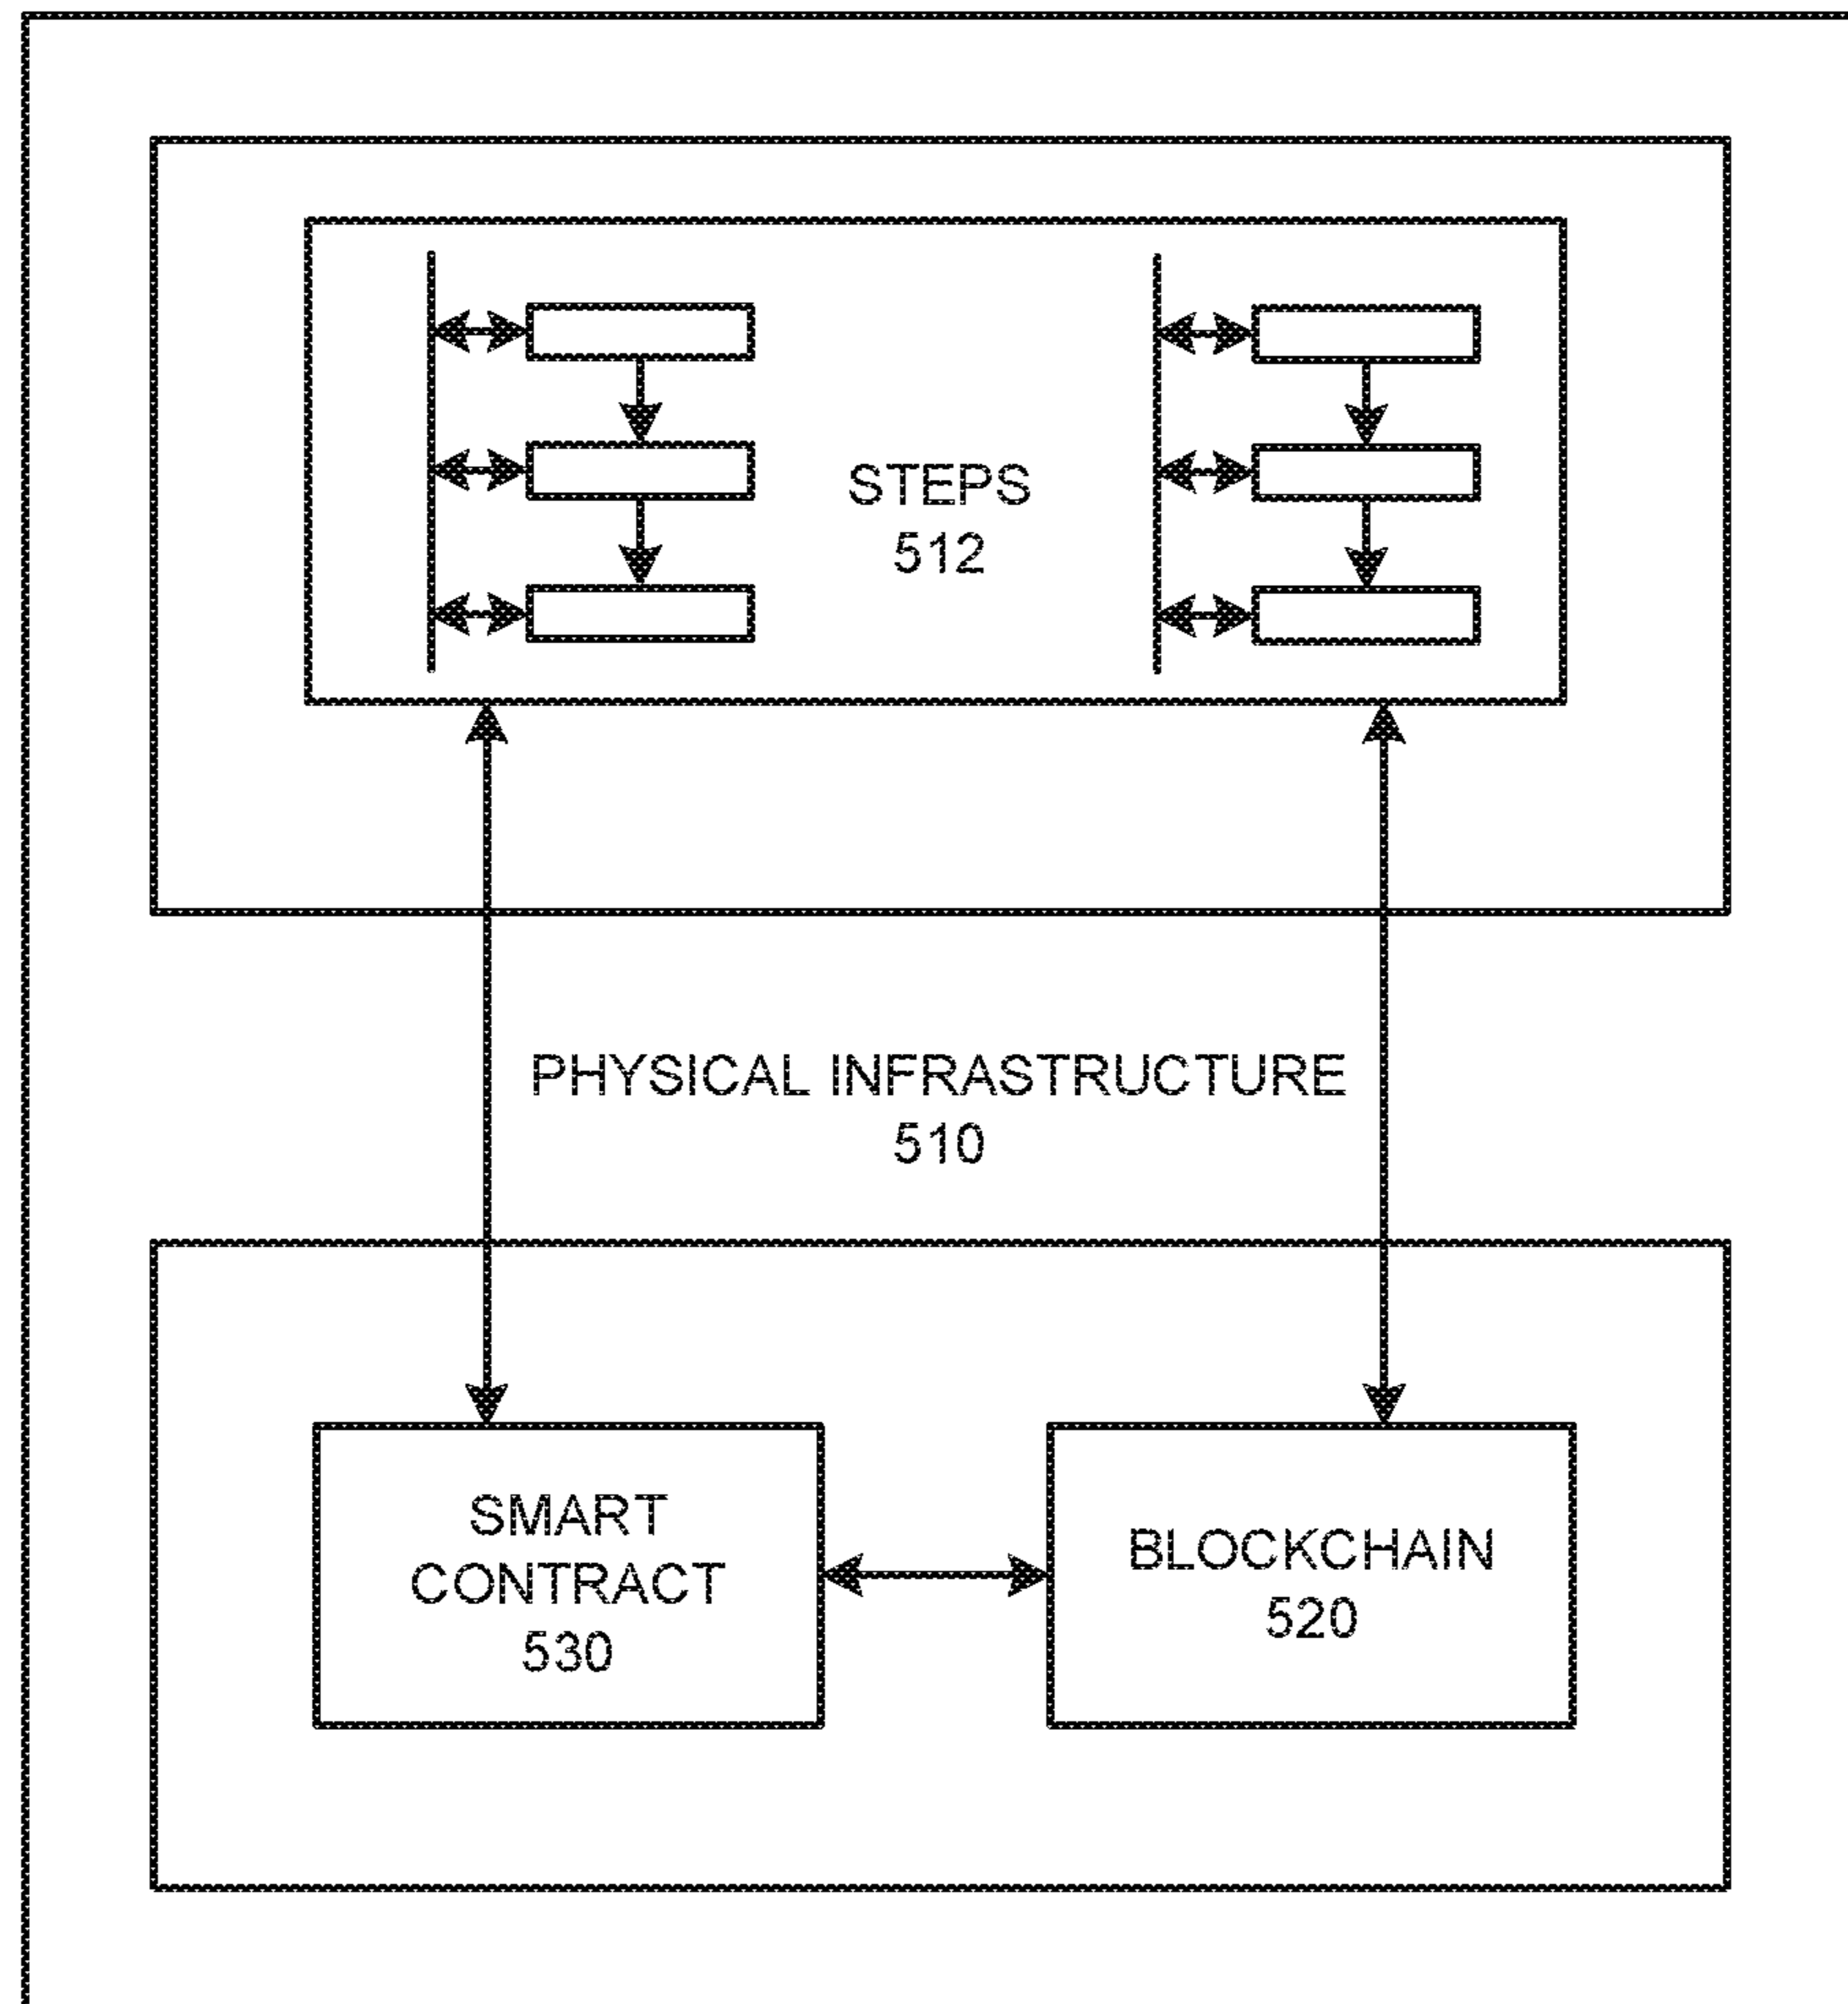 STEPS
512
PHYSICAL INFRASTRUCTURE
510
SMART
CONTRACT
530
BLOCKCHAIN
520